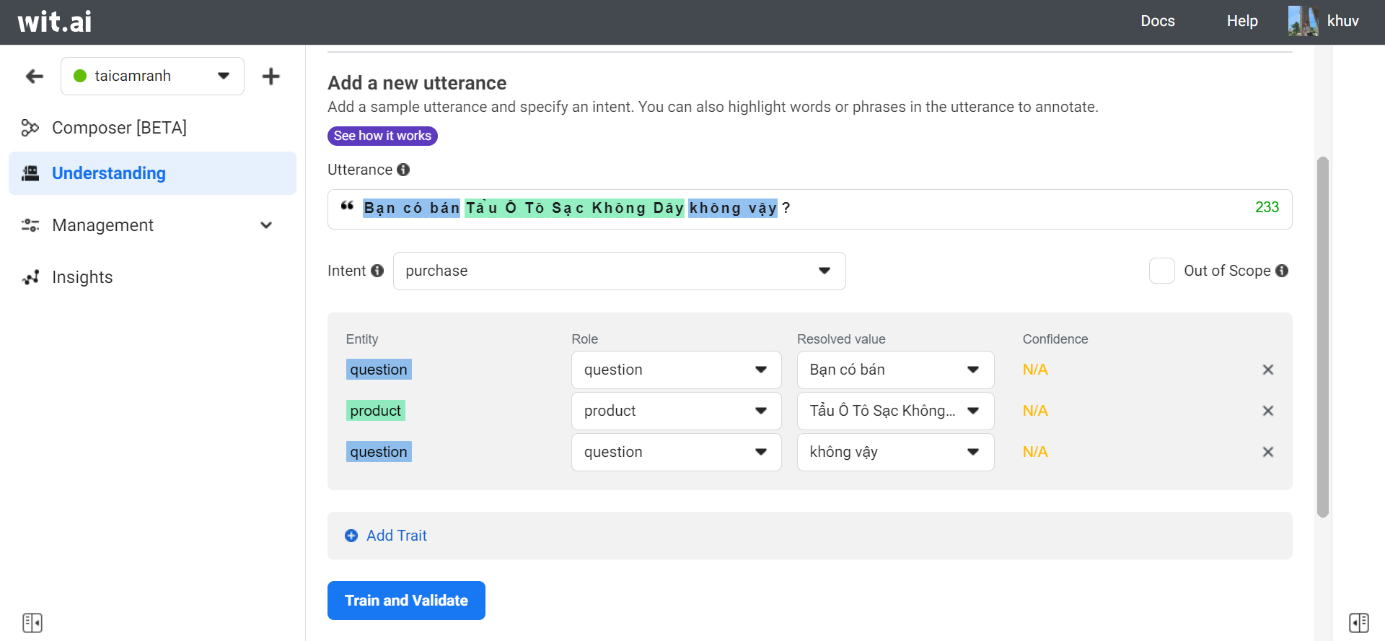 wit.ai
Docs Help khuv
taicamranh
Composer [BETA]
Understanding
Management
Insights
Add a new utterance
Add a sample utterance and specify an intent. You can also highlight words or phrases in the utterance to annotate.
See how it works
Utterance
Bạn có bán Tẩu Ô Tô Sạc Không Dây không vậy ?
233
Intent purchase Out of Scope
Entity Role Resolved value Confidence
question question Bạn có bán N/A
product product Tẩu Ô Tô Sạc Không... N/A
question question không vậy N/A
Add Trait
Train and Validate